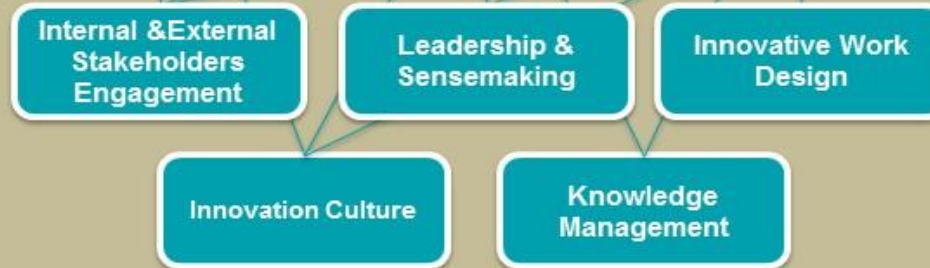 Internal &External
Stakeholders
Engagement
Leadership &
Sensemaking
Innovative Work
Design
Innovation Culture
Knowledge
Management